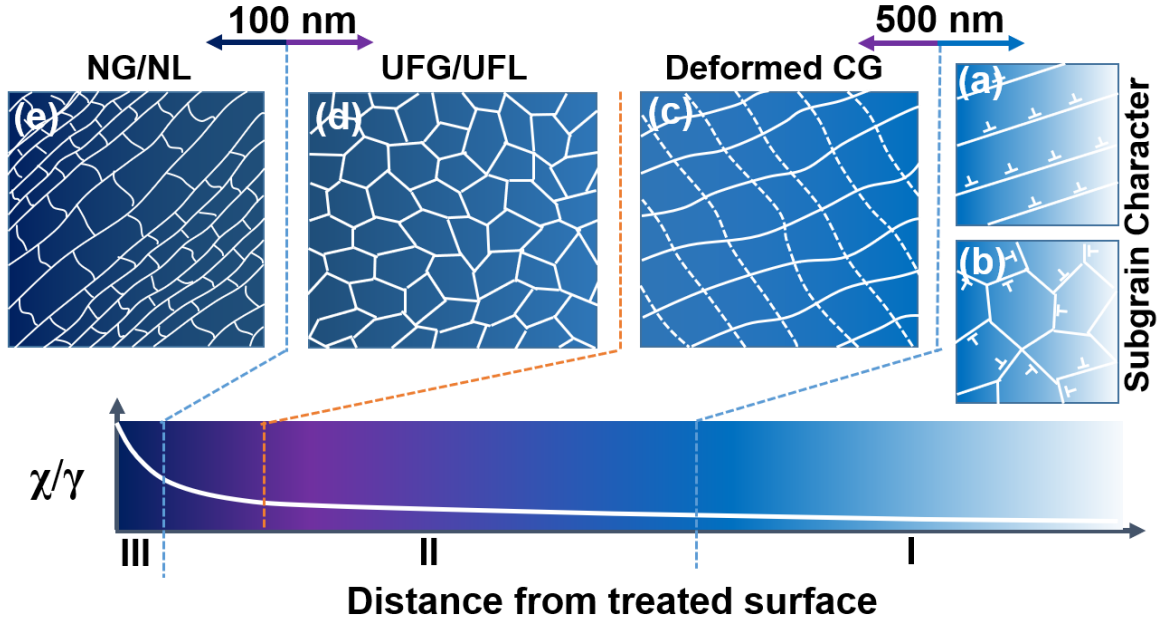 100 nm
500 nm
NG/NL
UFG/UFL
Deformed CG
(e)
(d)
(c)
(a)
(b)
Subgrain Character
χ/γ
III
II
I
Distance from treated surface